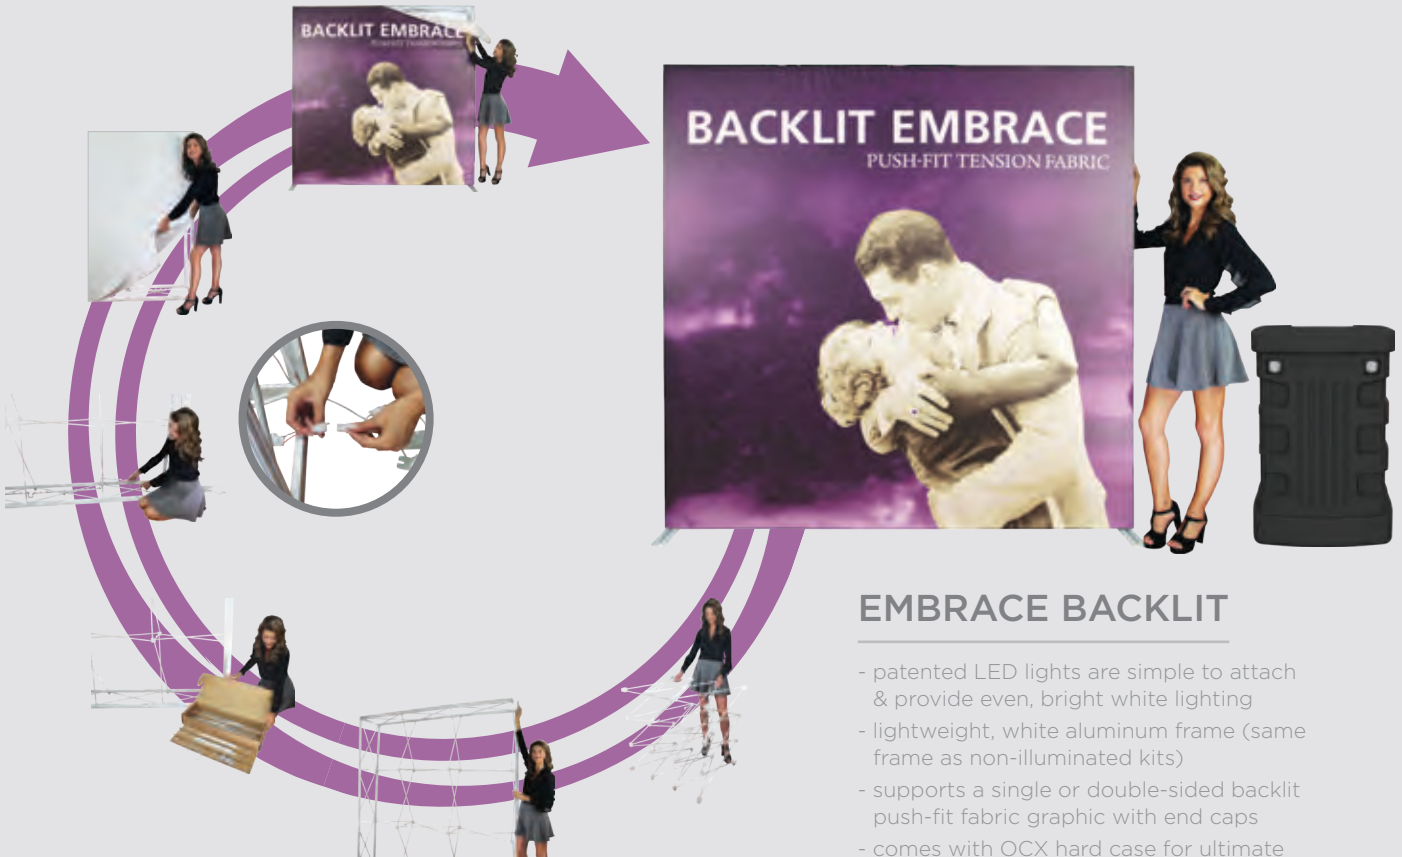 BACKLIT EMBRACE
BACKLIT EMBRACE
PUSH-FIT TENSION FABRIC
EMBRACE BACKLIT
- patented LED lights are simple to attach
& provide even, bright white lighting
- lightweight, white aluminum frame (same
frame as non-illuminated kits)
- supports a single or double-sided backlit
push-fit fabric graphic with end caps
- comes with OCX hard case for ultimate